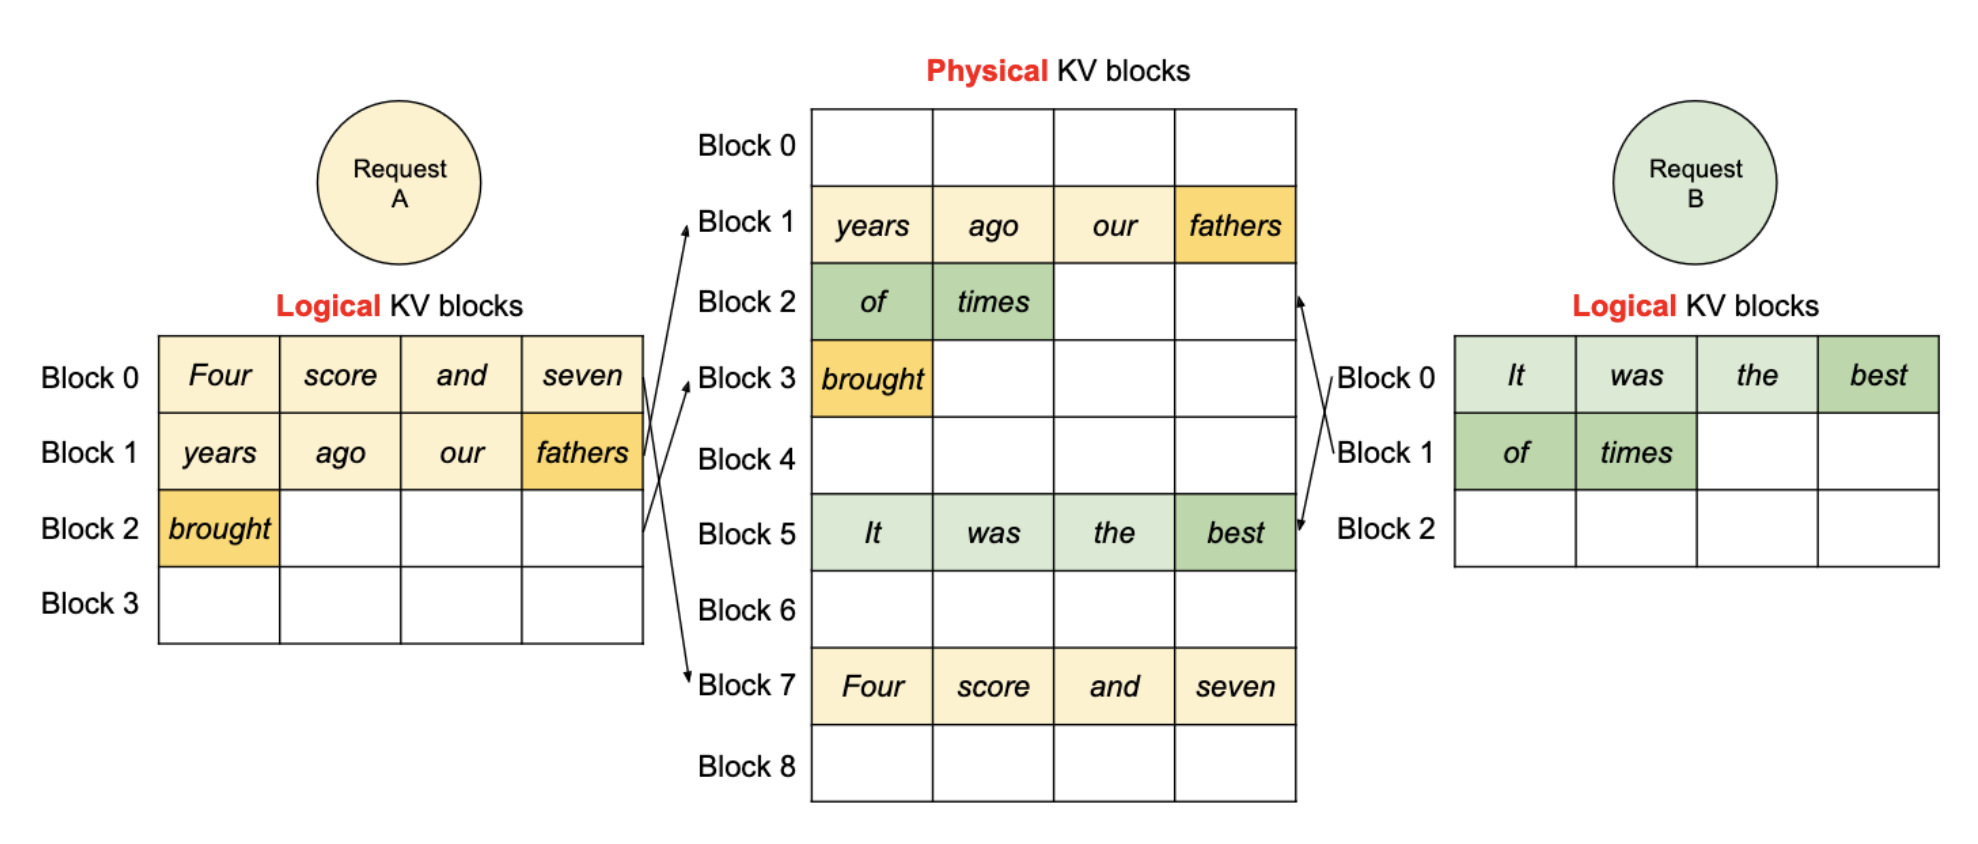 Physical KV blocks
Request
A
Logical KV blocks
Block 0 Four score and seven
Block 1 years ago our fathers
Block 2 brought
Block 3
Block 0
Block 1 years ago our fathers
Block 2 of times
Block 3 brought
Block 4
Block 5 It was the best
Block 6
Block 7 Four score and seven
Block 8
Request
B
Logical KV blocks
Block 0 It was the best
Block 1 of times
Block 2